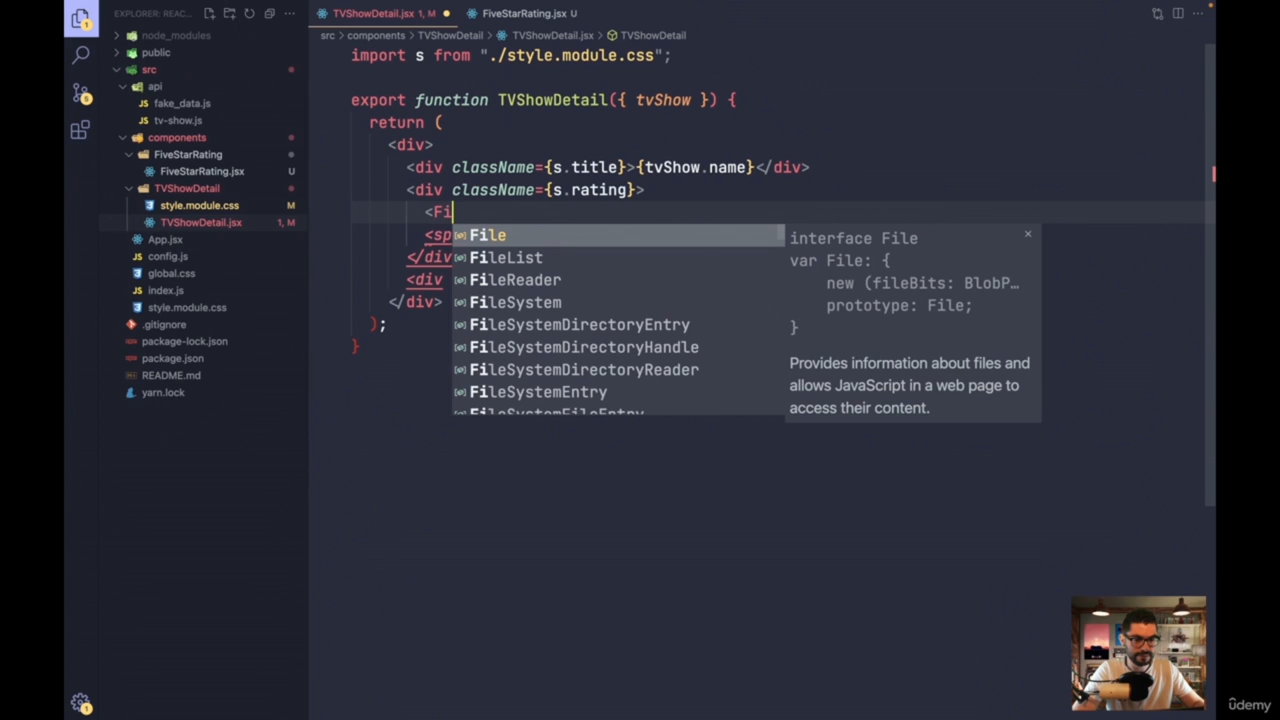 EXPLORER: REAC...
TVShowDetail.jsx 1, M
FiveStarRating.jsx U
node_modules
public
src
api
fake_data.js
tv-show.js
components
FiveStarRating
FiveStarRating.jsx U
TVShowDetail
style.module.css M
TVShowDetail.jsx 1, M
App.jsx
config.js
global.css
index.js
style.module.css
.gitignore
package-lock.json
package.json
README.md
yarn.lock
1
5
1
src > components > TVShowDetail > TVShowDetail.jsx > TVShowDetail
import s from "./style.module.css";
export function TVShowDetail({ tvShow }) {
return (
<div>
<div className={s.title}>{tvShow.name}</div>
<div className={s.rating}>
<Fi
<sp
</div
<div
</div>
);
}
File
FileList
FileReader
FileSystem
FileSystemDirectoryEntry
FileSystemDirectoryHandle
FileSystemDirectoryReader
FileSystemEntry
FileSystemFileEntry
interface File
var File: {
new (fileBits: BlobP…
prototype: File;
}
Provides information about files and
allows JavaScript in a web page to
access their content.
ûdemy